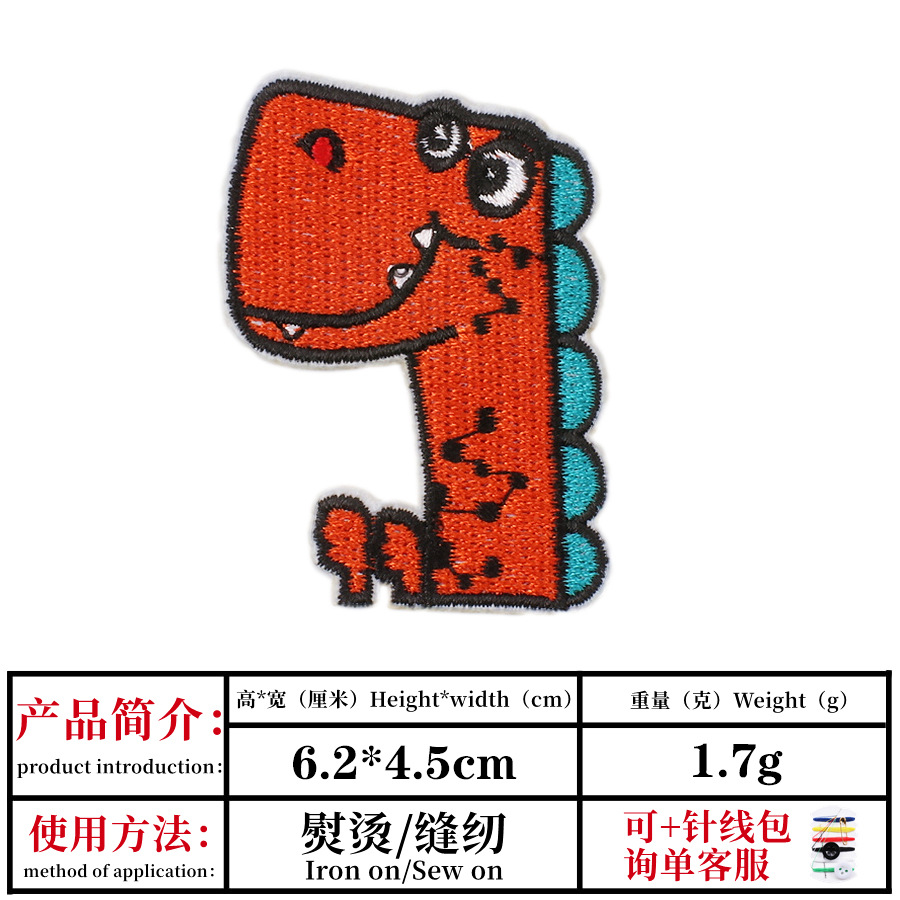 产品简介：
product introduction：
高*宽（厘米）Height*width（cm）
重量（克）Weight（g）
6.2*4.5cm
1.7g
使用方法：
method of application：
熨烫/缝纫
Iron on/Sew on
可+针线包
询单客服